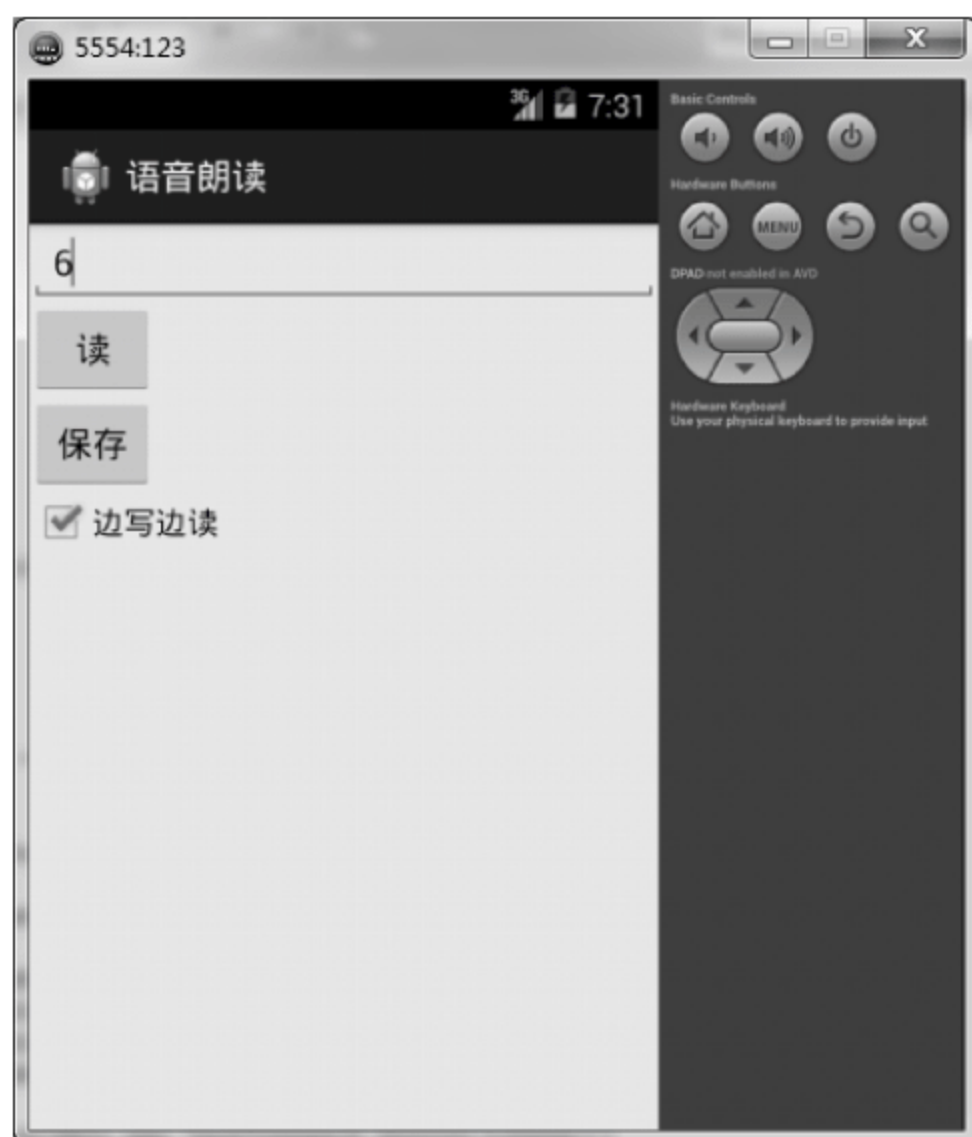 5554:123
3G 7:31
语音朗读
6
读
保存
边写边读
Basic Controls
Hardware Buttons
MENU
DPAD not enabled in AVD
Hardware Keyboard
Use your physical keyboard to provide input